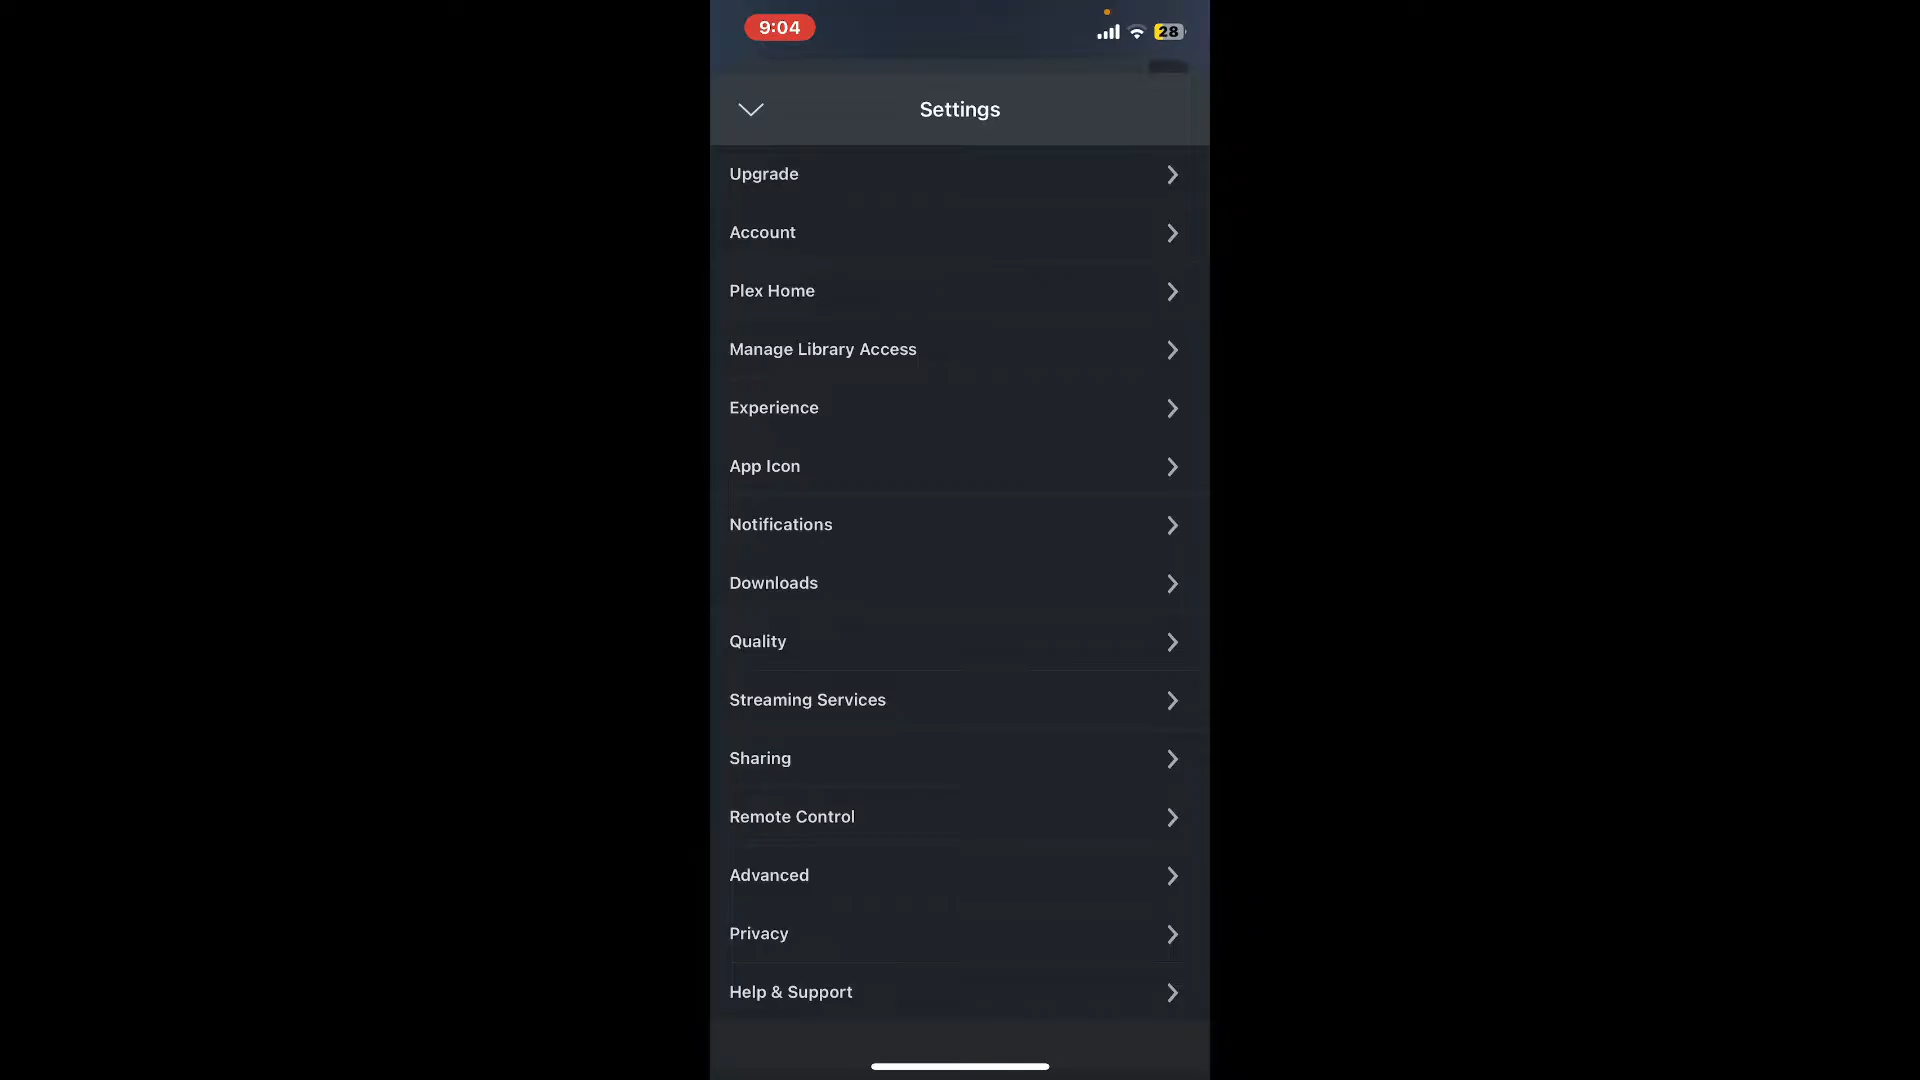 9:04
28
Settings
Upgrade
Account
Plex Home
Manage Library Access
Experience
App Icon
Notifications
Downloads
Quality
Streaming Services
Sharing
Remote Control
Advanced
Privacy
Help & Support